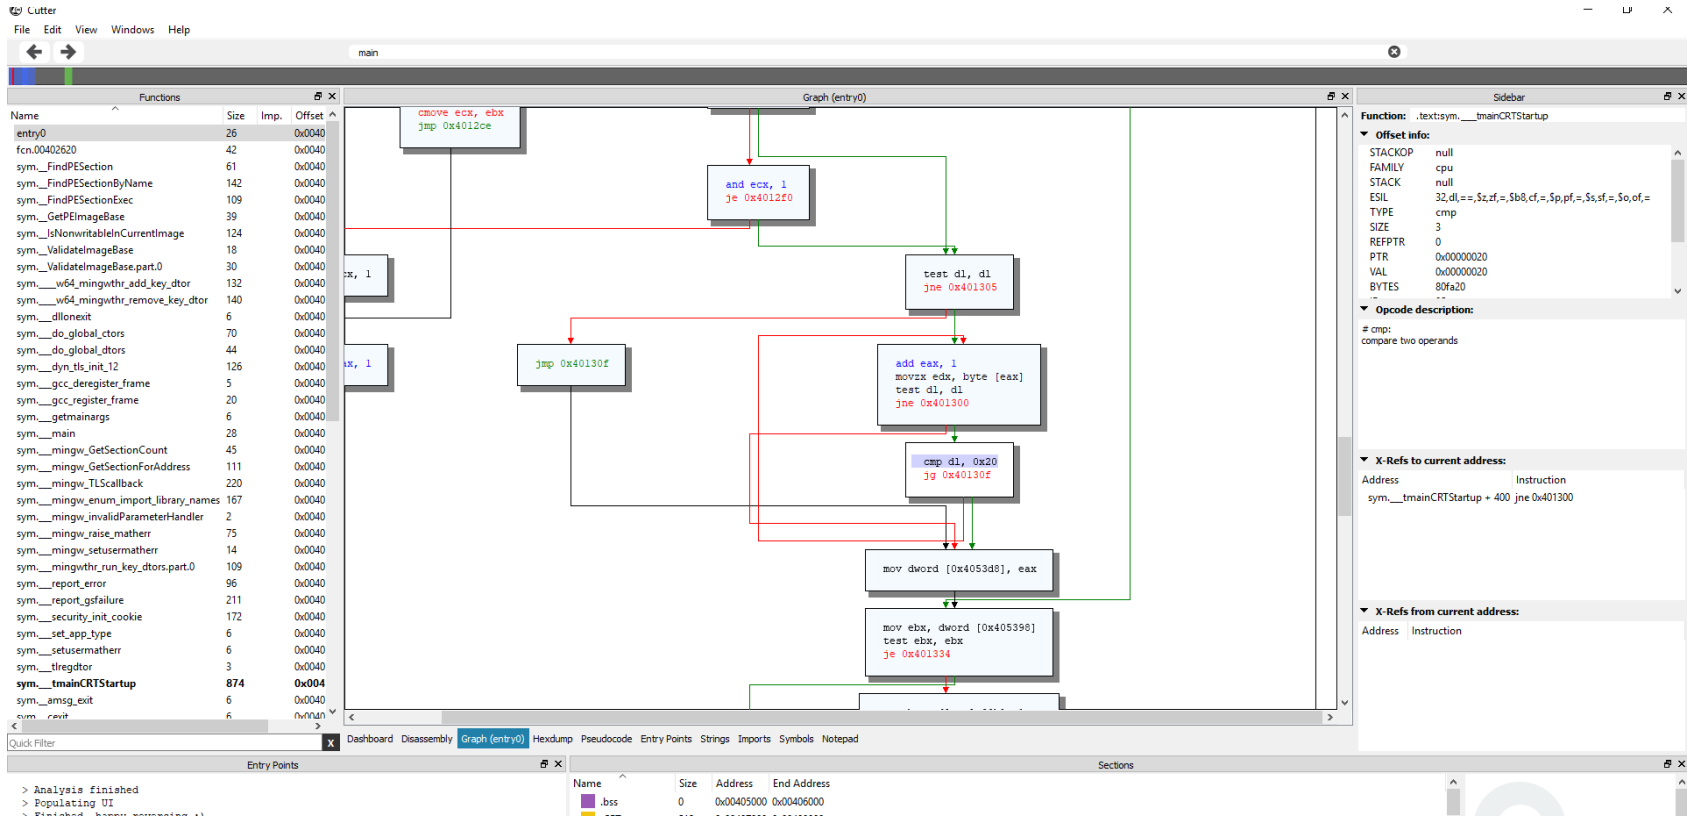 Cutter
File Edit View Windows Help
main
Functions
Name Size Imp. Offset
entry0 26 0x0040
fcn.00402620 42 0x0040
sym.__FindPESection 61 0x0040
sym.__FindPESectionByName 142 0x0040
sym.__FindPESectionExec 109 0x0040
sym.__GetPEImageBase 39 0x0040
sym.__IsNonwritableInCurrentImage 124 0x0040
sym.__ValidateImageBase 18 0x0040
sym.__ValidateImageBase.part.0 30 0x0040
sym.___w64_mingwthr_add_key_dtor 132 0x0040
sym.___w64_mingwthr_remove_key_dtor 140 0x0040
sym.__dllonexit 6 0x0040
sym.__do_global_ctors 70 0x0040
sym.__do_global_dtors 44 0x0040
sym.__dyn_tls_init_12 126 0x0040
sym.__gcc_deregister_frame 5 0x0040
sym.__gcc_register_frame 20 0x0040
sym.__getmainargs 6 0x0040
sym.__main 28 0x0040
sym.__mingw_GetSectionCount 45 0x0040
sym.__mingw_GetSectionForAddress 111 0x0040
sym.__mingw_TLScallback 220 0x0040
sym.__mingw_enum_import_library_names 167 0x0040
sym.__mingw_invalidParameterHandler 2 0x0040
sym.__mingw_raise_matherr 75 0x0040
sym.__mingw_setusermatherr 14 0x0040
sym.__mingwthr_run_key_dtors.part.0 109 0x0040
sym.__report_error 96 0x0040
sym.___report_gsfailure 211 0x0040
sym.___security_init_cookie 172 0x0040
sym.__set_app_type 6 0x0040
sym.__setusermatherr 6 0x0040
sym.__tlregdtor 3 0x0040
sym.__tmainCRTStartup 874 0x004
sym._amsg_exit 6 0x0040
sym._cexit 6 0x0040
Quick Filter X
Graph (entry0)
cmove ecx, ebx
jmp 0x4012ce
and ecx, 1
je 0x4012f0
cx, 1
test dl, dl
jne 0x401305
jmp 0x40130f
ax, 1
add eax, 1
movzx edx, byte [eax]
test dl, dl
jne 0x401300
cmp dl, 0x20
jg 0x40130f
mov dword [0x4053d8], eax
mov ebx, dword [0x405398]
test ebx, ebx
je 0x401334
Dashboard Disassembly Graph (entry0) Hexdump Pseudocode Entry Points Strings Imports Symbols Notepad
Sidebar
Function: .text:sym.___tmainCRTStartup
Offset info:
STACKOP null
FAMILY cpu
STACK null
ESIL 32,dl,==,$z,zf,=,$b8,cf,=,$p,pf,=,$s,sf,=,$o,of,=
TYPE cmp
SIZE 3
REFPTR 0
PTR 0x00000020
VAL 0x00000020
BYTES 80fa20
Opcode description:
# cmp:
compare two operands
X-Refs to current address:
Address Instruction
sym.___tmainCRTStartup + 400 jne 0x401300
X-Refs from current address:
Address Instruction
Entry Points
> Analysis finished
> Populating UI
> Finished, happy reversing :)
Sections
Name Size Address End Address
.bss 0 0x00405000 0x00406000